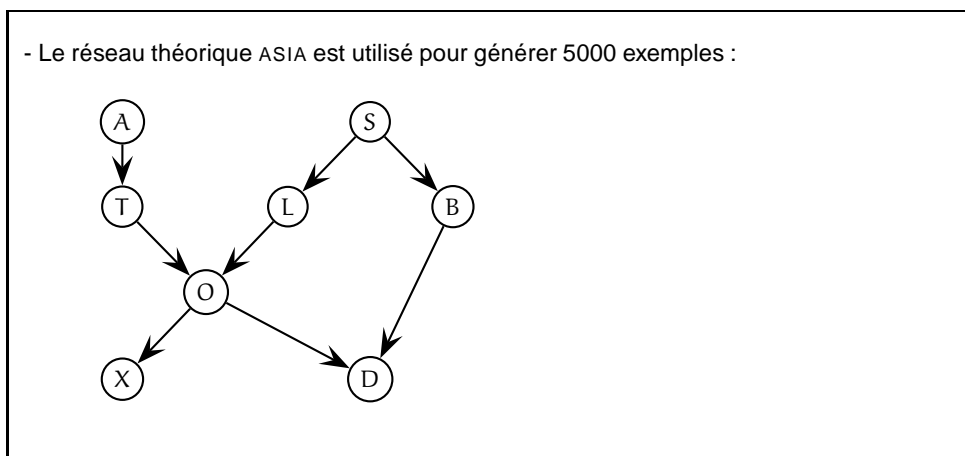 - Le réseau théorique ASIA est utilisé pour générer 5000 exemples :
A S
T L B
O
X D